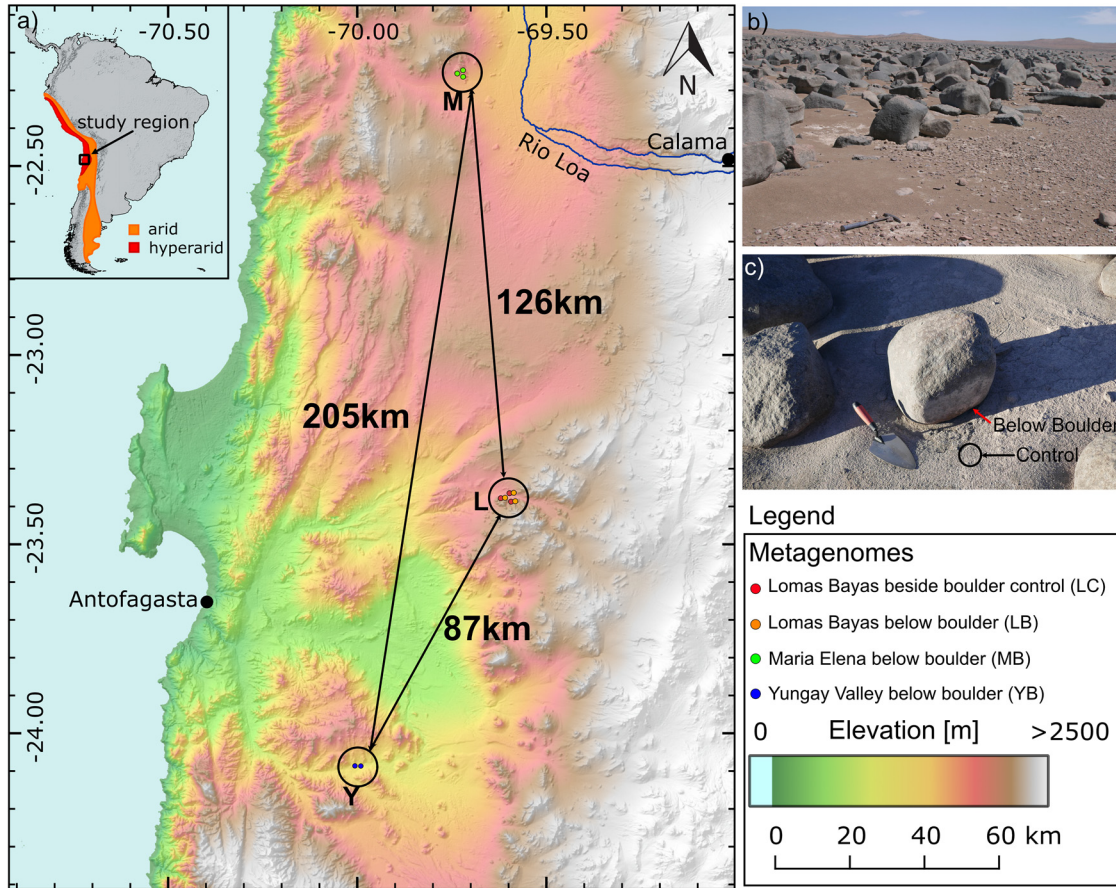 a)
-70.50
-70.00
-69.50
study region
arid
hyperarid
-22.50
-23.00
-23.50
-24.00
M
N
Calama
Rio Loa
126km
205km
L
Antofagasta
87km
Y
b)
c)
Below Boulder
Control
Legend
Metagenomes
Lomas Bayas beside boulder control (LC)
Lomas Bayas below boulder (LB)
Maria Elena below boulder (MB)
Yungay Valley below boulder (YB)
0 Elevation [m] >2500
0 20 40 60 km